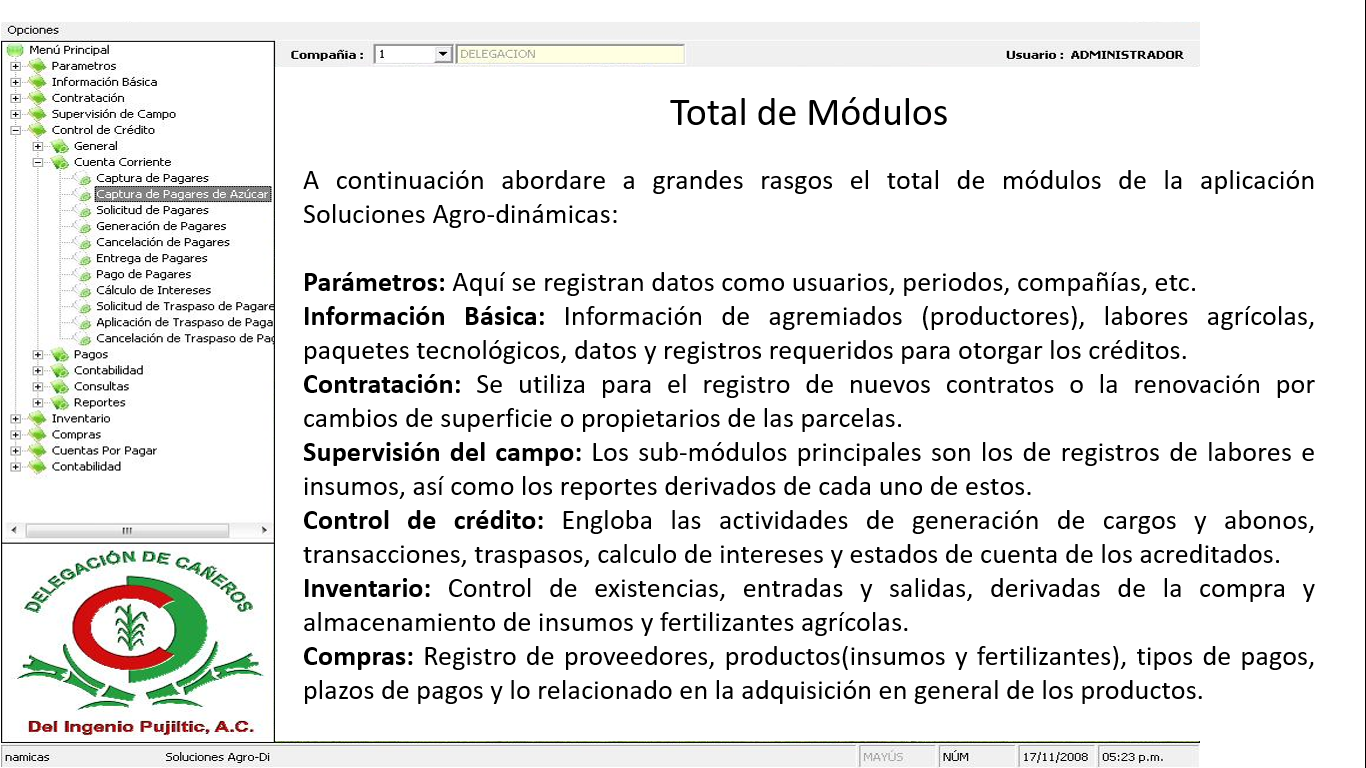 Opciones
Menú Principal
Parametros
Información Básica
Contratación
Supervisión de Campo
Control de Crédito
General
Cuenta Corriente
Captura de Pagares
Captura de Pagares de Azúcar
Solicitud de Pagares
Generación de Pagares
Cancelación de Pagares
Entrega de Pagares
Pago de Pagares
Cálculo de Intereses
Solicitud de Traspaso de Pagare
Aplicación de Traspaso de Paga
Cancelación de Traspaso de Pag
Pagos
Contabilidad
Consultas
Reportes
Inventario
Compras
Cuentas Por Pagar
Contabilidad
DELEGACIÓN DE CAÑEROS
Del Ingenio Pujiltic, A.C.
Compañia : 1 DELEGACION Usuario : ADMINISTRADOR
Total de Módulos
A continuación abordare a grandes rasgos el total de módulos de la aplicación
Soluciones Agro-dinámicas:
Parámetros: Aquí se registran datos como usuarios, periodos, compañías, etc.
Información Básica: Información de agremiados (productores), labores agrícolas,
paquetes tecnológicos, datos y registros requeridos para otorgar los créditos.
Contratación: Se utiliza para el registro de nuevos contratos o la renovación por
cambios de superficie o propietarios de las parcelas.
Supervisión del campo: Los sub-módulos principales son los de registros de labores e
insumos, así como los reportes derivados de cada uno de estos.
Control de crédito: Engloba las actividades de generación de cargos y abonos,
transacciones, traspasos, calculo de intereses y estados de cuenta de los acreditados.
Inventario: Control de existencias, entradas y salidas, derivadas de la compra y
almacenamiento de insumos y fertilizantes agrícolas.
Compras: Registro de proveedores, productos(insumos y fertilizantes), tipos de pagos,
plazos de pagos y lo relacionado en la adquisición en general de los productos.
namicas Soluciones Agro-Di MAYÚS NÚM 17/11/2008 05:23 p.m.